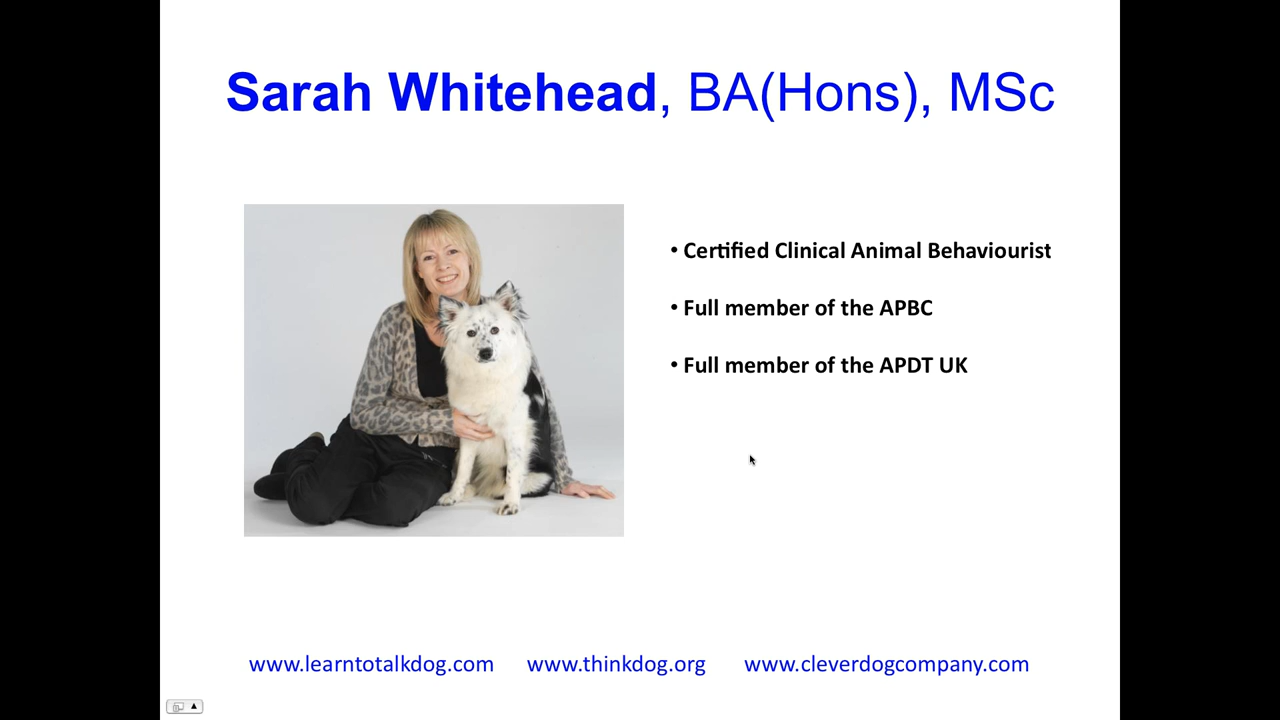 Sarah Whitehead, BA(Hons), MSc
• Certified Clinical Animal Behaviourist
• Full member of the APBC
• Full member of the APDT UK
www.learntotalkdog.com www.thinkdog.org www.cleverdogcompany.com